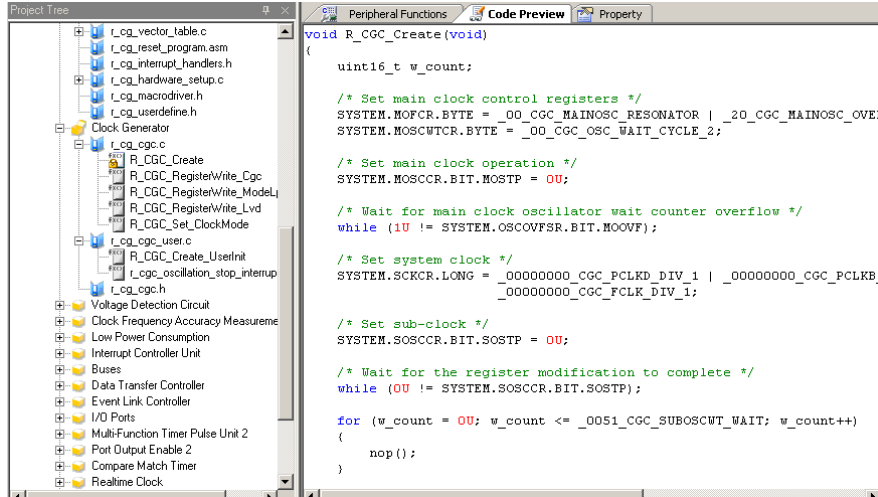 Project Tree
r_cg_vector_table.c
r_cg_reset_program.asm
r_cg_interrupt_handlers.h
r_cg_hardware_setup.c
r_cg_macrodriver.h
r_cg_userdefine.h
Clock Generator
r_cg_cgc.c
R_CGC_Create
R_CGC_RegisterWrite_Cgc
R_CGC_RegisterWrite_ModeL
R_CGC_RegisterWrite_Lvd
R_CGC_Set_ClockMode
r_cg_cgc_user.c
R_CGC_Create_UserInit
r_cgc_oscillation_stop_interrup
r_cg_cgc.h
Voltage Detection Circuit
Clock Frequency Accuracy Measureme
Low Power Consumption
Interrupt Controller Unit
Buses
Data Transfer Controller
Event Link Controller
I/O Ports
Multi-Function Timer Pulse Unit 2
Port Output Enable 2
Compare Match Timer
Realtime Clock
Peripheral Functions Code Preview Property
void R_CGC_Create(void)
{
uint16_t w_count;
/* Set main clock control registers */
SYSTEM.MOFCR.BYTE = _00_CGC_MAINOSC_RESONATOR | _20_CGC_MAINOSC_OVE
SYSTEM.MOSCWTCR.BYTE = _00_CGC_OSC_WAIT_CYCLE_2;
/* Set main clock operation */
SYSTEM.MOSCCR.BIT.MOSTP = 0U;
/* Wait for main clock oscillator wait counter overflow */
while (1U != SYSTEM.OSCOVFSR.BIT.MOOVF);
/* Set system clock */
SYSTEM.SCKCR.LONG = _00000000_CGC_PCLKD_DIV_1 | _00000000_CGC_PCLKB_
_00000000_CGC_FCLK_DIV_1;
/* Set sub-clock */
SYSTEM.SOSCCR.BIT.SOSTP = 0U;
/* Wait for the register modification to complete */
while (0U != SYSTEM.SOSCCR.BIT.SOSTP);
for (w_count = 0U; w_count <= _0051_CGC_SUBOSCWT_WAIT; w_count++)
{
nop();
}